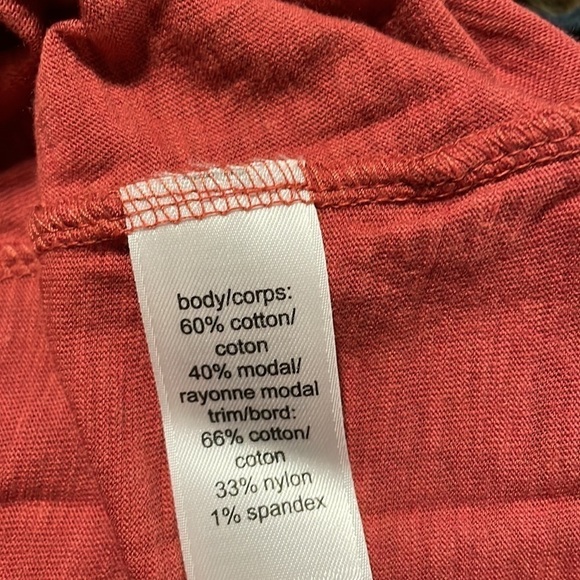 body/corps:
60% cotton/
coton
40% modal/
rayonne modal
trim/bord:
66% cotton/
coton
33% nylon
1% spandex